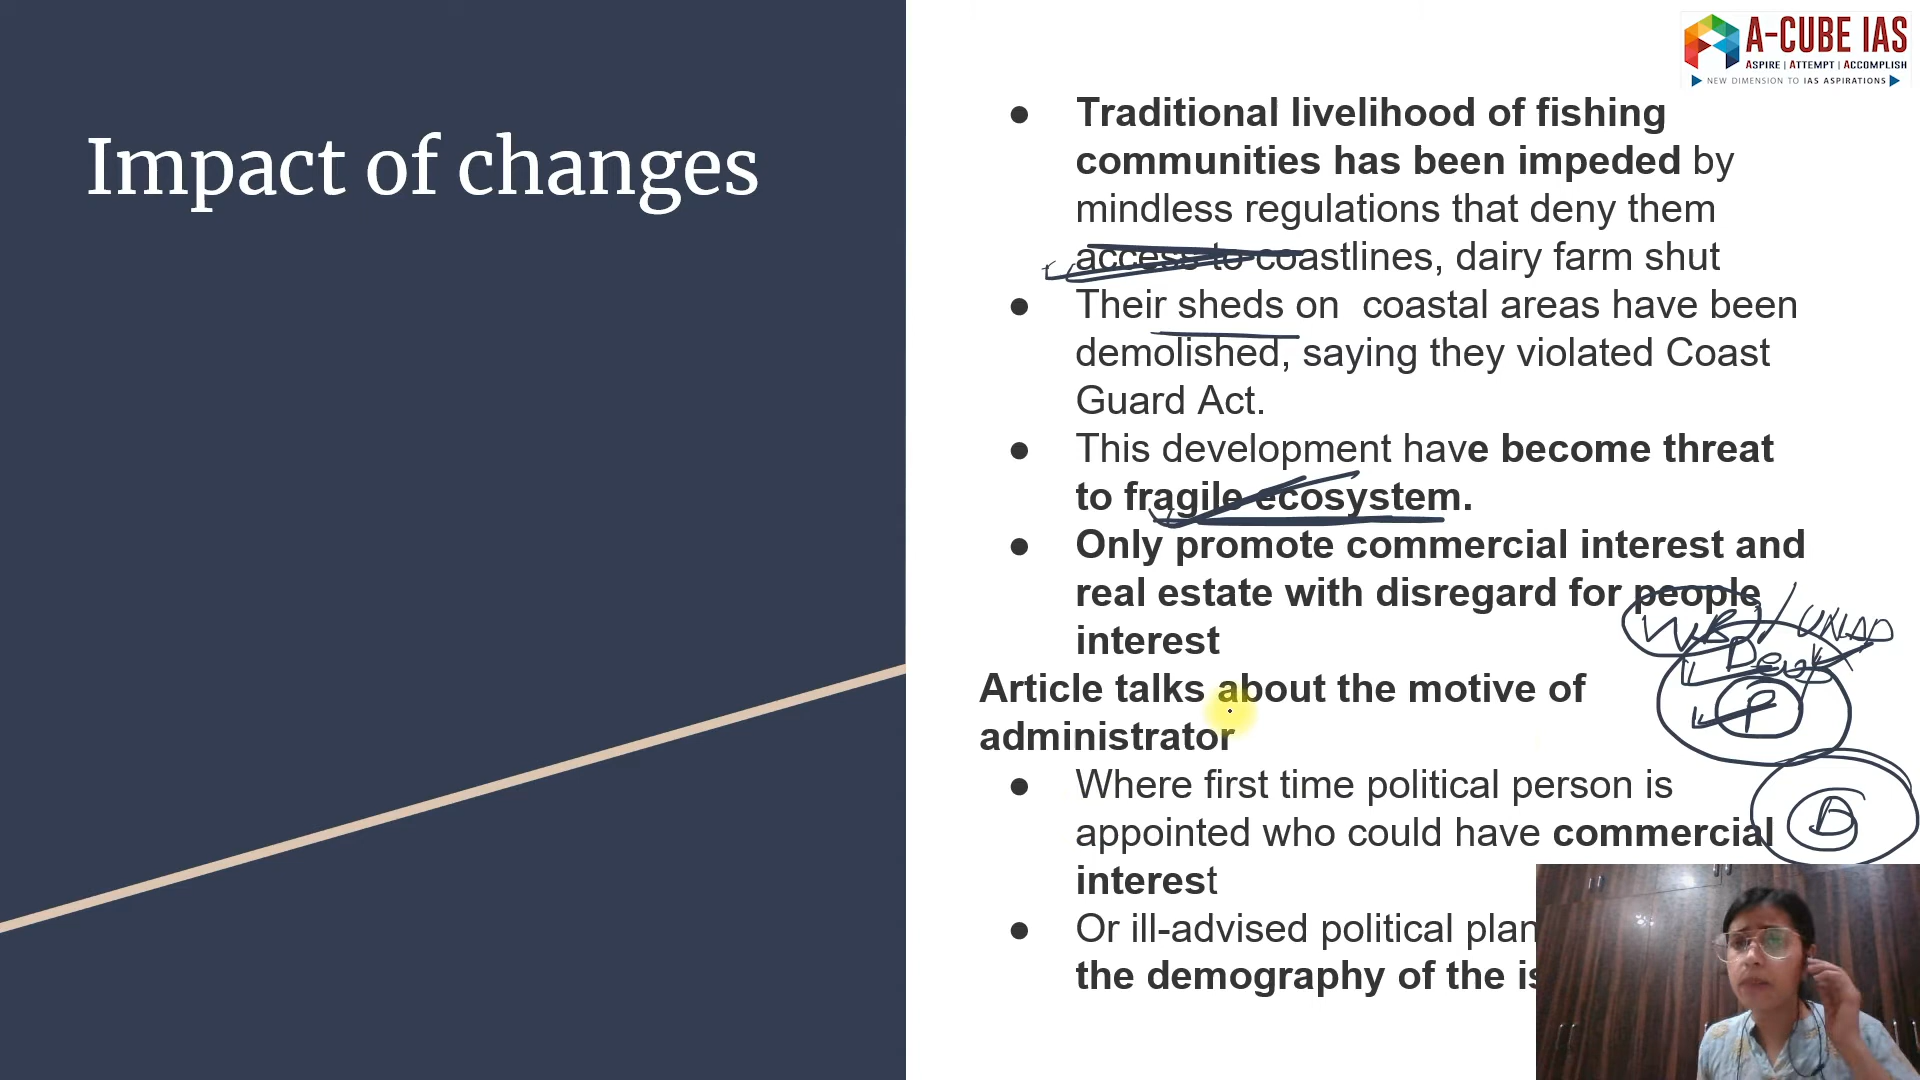 A-CUBE IAS
ASPIRE | ATTEMPT | ACCOMPLISH
NEW DIMENSION TO IAS ASPIRATIONS
Impact of changes
● Traditional livelihood of fishing
communities has been impeded by
mindless regulations that deny them
access to coastlines, dairy farm shut
● Their sheds on coastal areas have been
demolished, saying they violated Coast
Guard Act.
● This development have become threat
to fragile ecosystem.
● Only promote commercial interest and
real estate with disregard for people
interest
Article talks about the motive of
administrator
● Where first time political person is
appointed who could have commercial
interest
● Or ill-advised political plan
the demography of the is
P
B